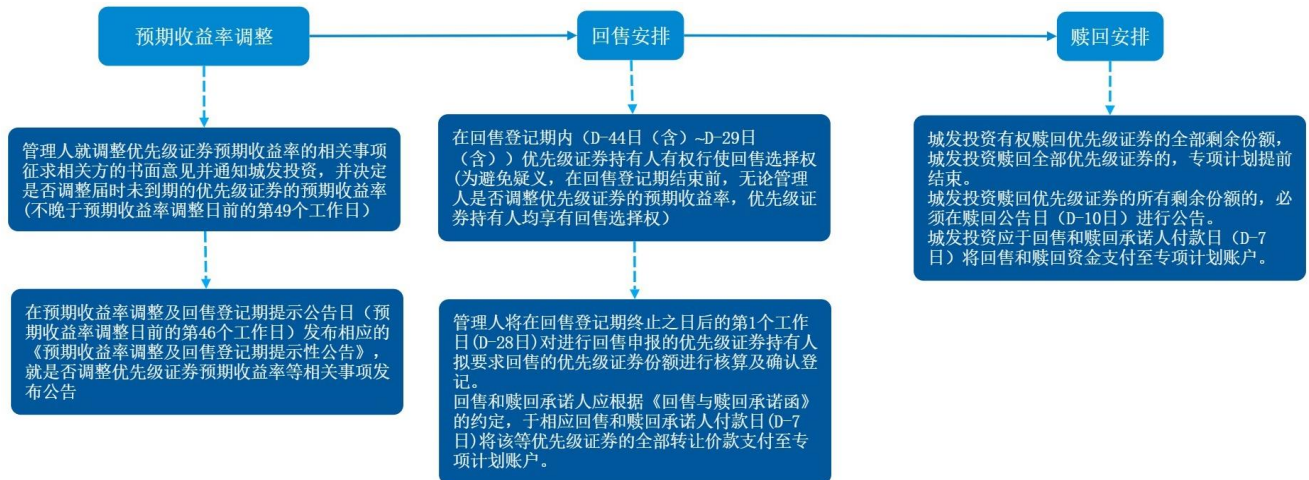 预期收益率调整
回售安排
赎回安排
管理人就调整优先级证券预期收益率的相关事项
征求相关方的书面意见并通知城发投资，并决定
是否调整届时未到期的优先级证券的预期收益率
(不晚于预期收益率调整日前的第49个工作日）
在预期收益率调整及回售登记期提示公告日（预
期收益率调整日前的第46个工作日）发布相应的
《预期收益率调整及回售登记期提示性公告》，
就是否调整优先级证券预期收益率等相关事项发
布公告
在回售登记期内（D-44日（含）~D-29日
（含））优先级证券持有人有权行使回售选择权
(为避免疑义，在回售登记期结束前，无论管理
人是否调整优先级证券的预期收益率，优先级证
券持有人均享有回售选择权）
管理人将在回售登记期终止之日后的第1个工作
日(D-28日)对进行回售申报的优先级证券持有人
拟要求回售的优先级证券份额进行核算及确认登
记。
回售和赎回承诺人应根据《回售与赎回承诺函》
的约定，于相应回售和赎回承诺人付款日(D-7
日)将该等优先级证券的全部转让价款支付至专
项计划账户。
城发投资有权赎回优先级证券的全部剩余份额，
城发投资赎回全部优先级证券的，专项计划提前
结束。
城发投资赎回优先级证券的所有剩余份额的，必
须在赎回公告日（D-10日）进行公告。
城发投资应于回售和赎回承诺人付款日（D-7
日）将回售和赎回资金支付至专项计划账户。